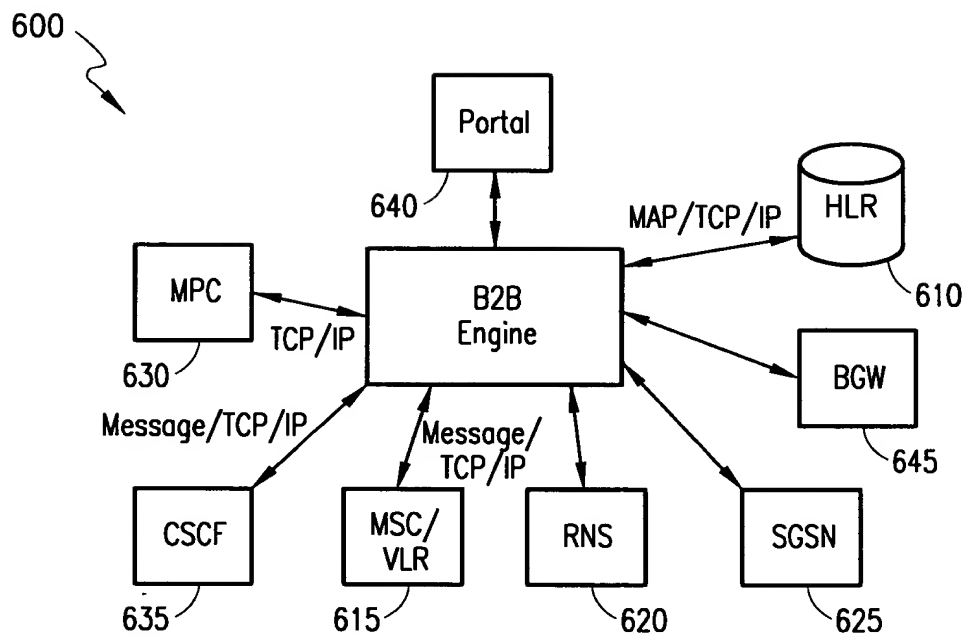 600
Portal
640
MAP/TCP/IP
HLR
610
MPC
630
TCP/IP
B2B
Engine
BGW
645
Message/TCP/IP
Message/
TCP/IP
CSCF
635
MSC/
VLR
615
RNS
620
SGSN
625